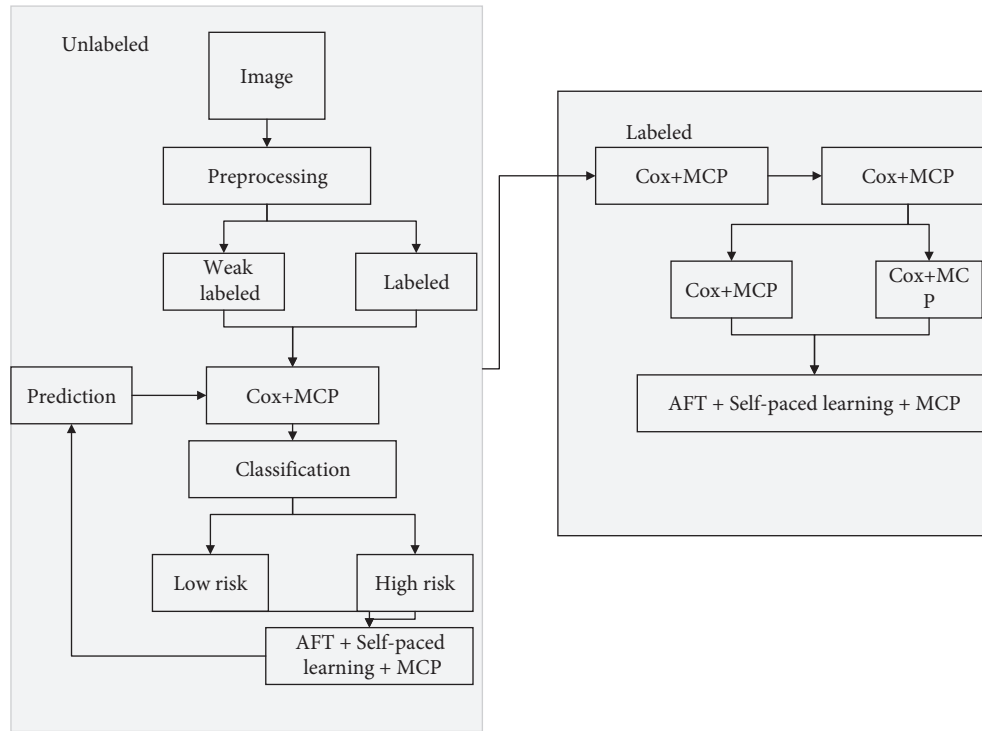 Unlabeled
Image
Preprocessing
Weak
labeled
Labeled
Prediction
Cox+MCP
Classification
Low risk
High risk
AFT + Self-paced
learning + MCP
Labeled
Cox+MCP
Cox+MCP
Cox+MCP
Cox+MC
P
AFT + Self-paced learning + MCP